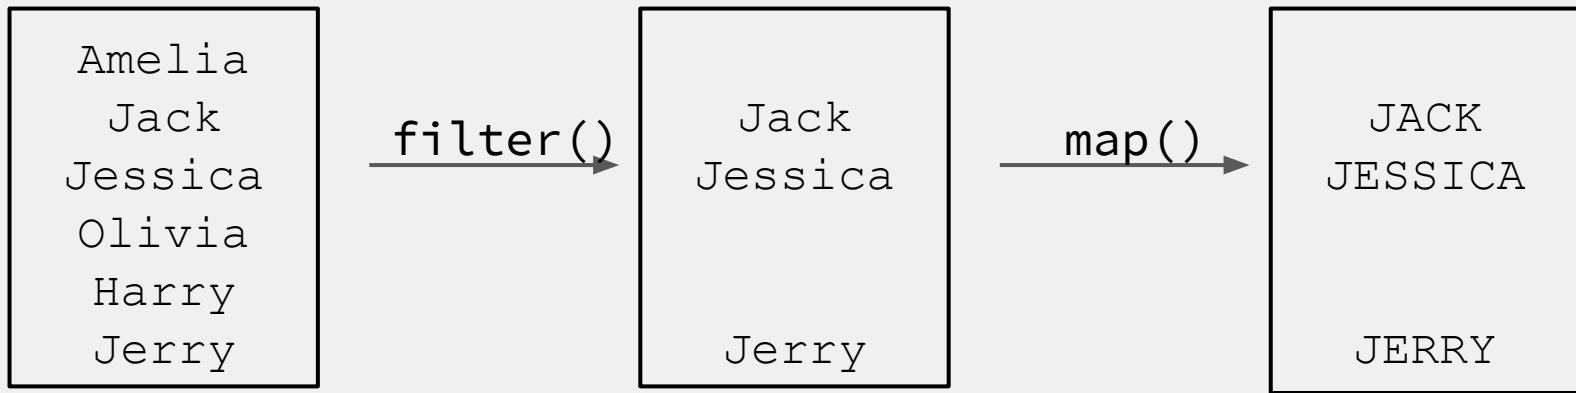 Amelia
Jack
Jessica
Olivia
Harry
Jerry
filter()
Jack
Jessica
Jerry
map()
JACK
JESSICA
JERRY